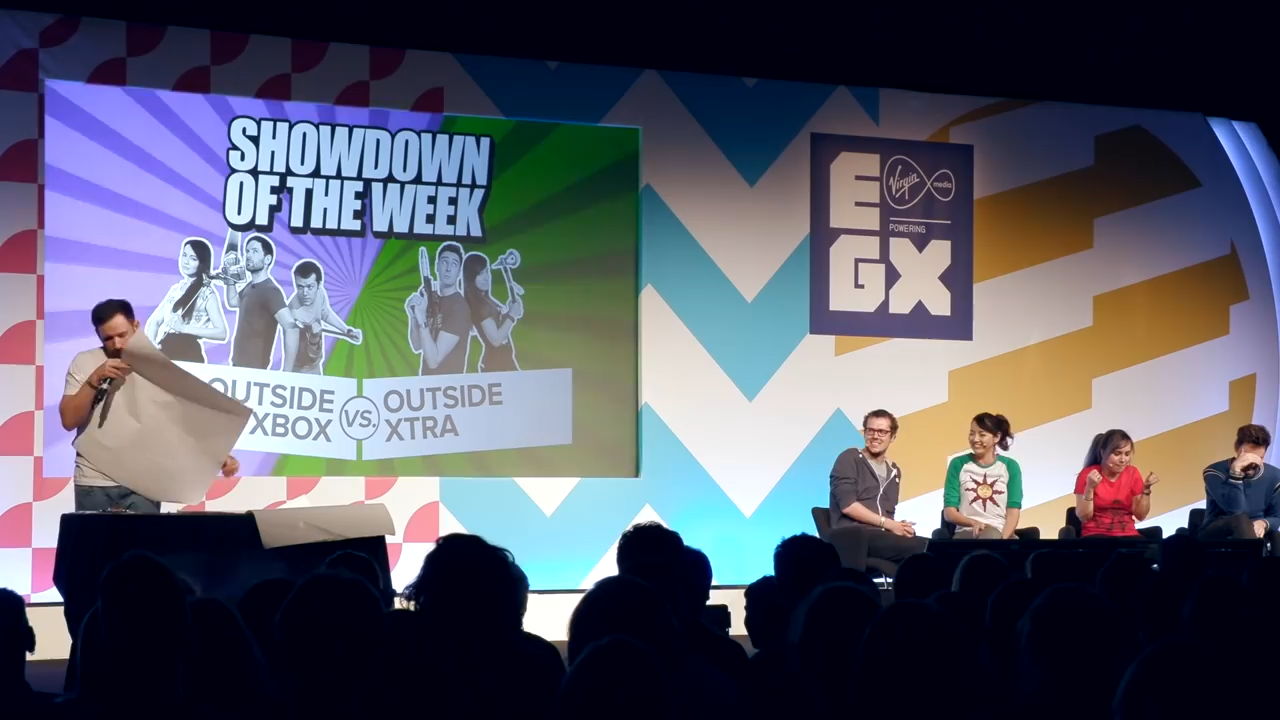 SHOWDOWN
OF THE WEEK
OUTSIDE
XBOX
VS.
OUTSIDE
XTRA
E
GX
Virgin media
POWERING